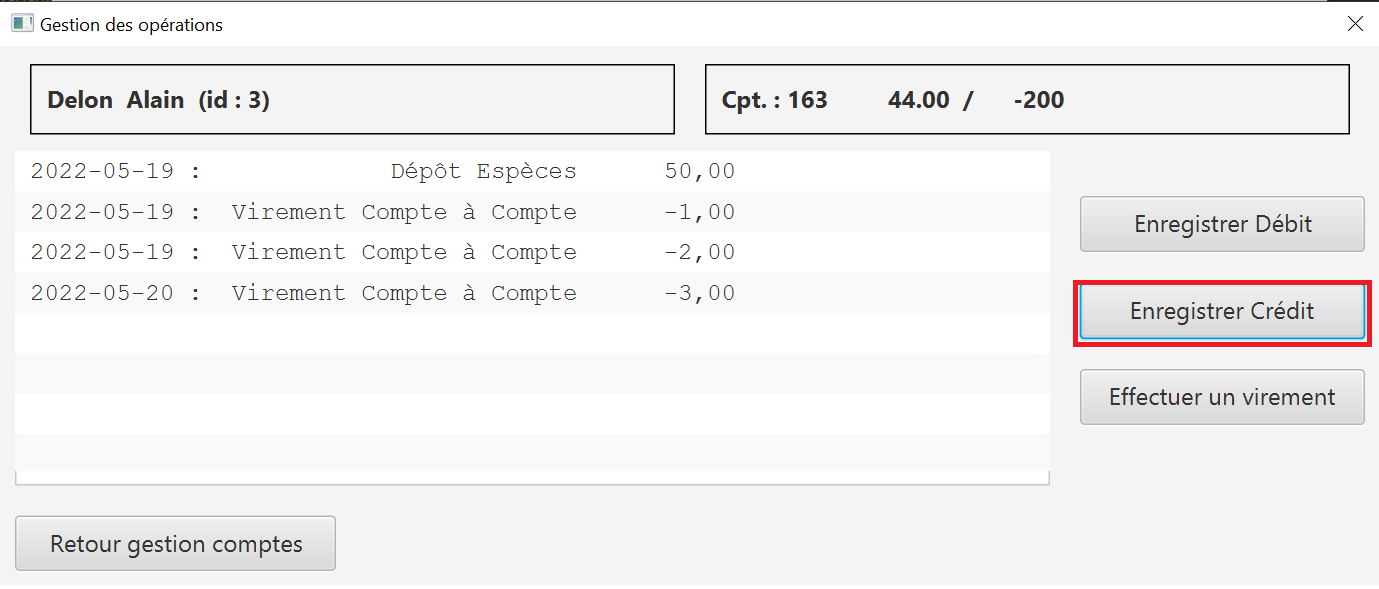 Gestion des opérations
Delon Alain (id : 3)
Cpt. : 163 44.00 / -200
2022-05-19 : Dépôt Espèces 50,00
2022-05-19 : Virement Compte à Compte -1,00
2022-05-19 : Virement Compte à Compte -2,00
2022-05-20 : Virement Compte à Compte -3,00
Enregistrer Débit
Enregistrer Crédit
Effectuer un virement
Retour gestion comptes